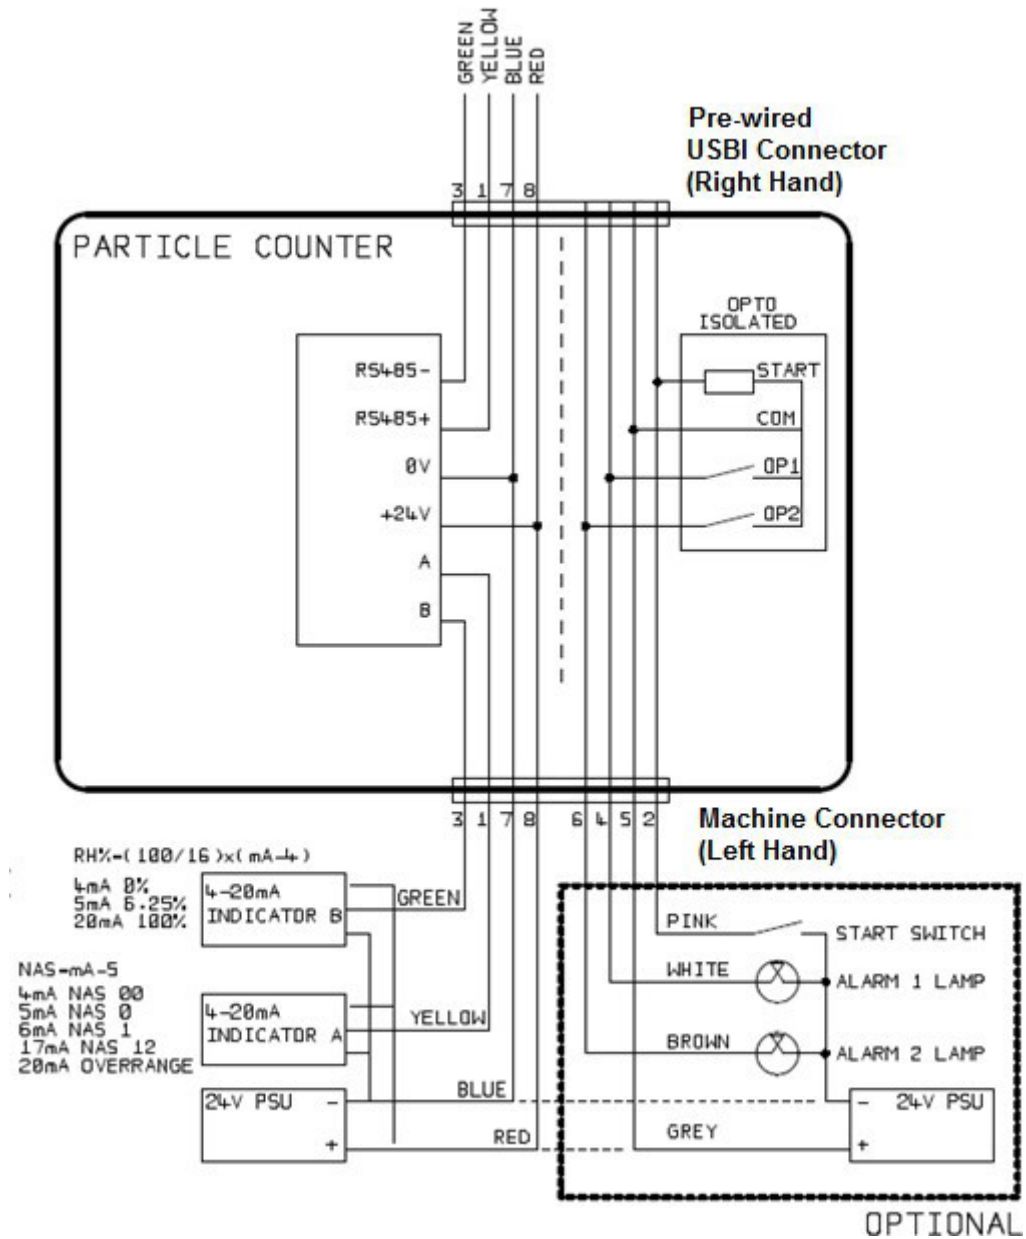 GREEN
YELLOW
BLUE
RED
Pre-wired
USBI Connector
(Right Hand)
3 1 7 8
PARTICLE COUNTER
OPTO
ISOLATED
RS485-
START
RS485+
COM
0V
OP1
+24V
OP2
A
B
3 1 7 8 6 4 5 2
Machine Connector
(Left Hand)
RH%=(100/16)x(mA-4)
4mA 0%
5mA 6.25%
20mA 100%
4-20mA
INDICATOR B
GREEN
PINK
START SWITCH
WHITE
ALARM 1 LAMP
NAS=mA-5
4mA NAS 00
5mA NAS 0
6mA NAS 1
17mA NAS 12
20mA OVERRANGE
4-20mA
INDICATOR A
YELLOW
BROWN
ALARM 2 LAMP
24V PSU -
+
BLUE
RED
GREY
- 24V PSU
+
OPTIONAL